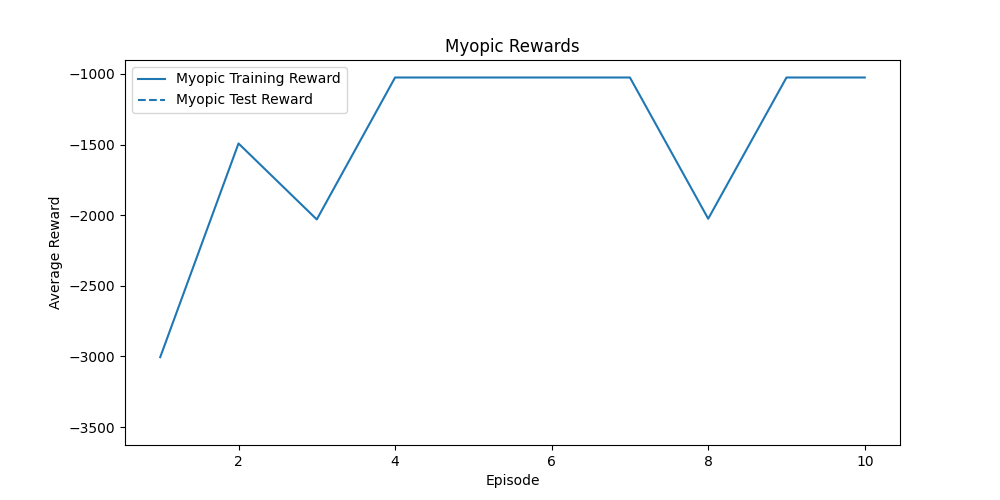 Myopic Rewards
Myopic Training Reward
Myopic Test Reward
−1000
−1500
−2000
−2500
−3000
−3500
Average Reward
2
4
6
8
10
Episode